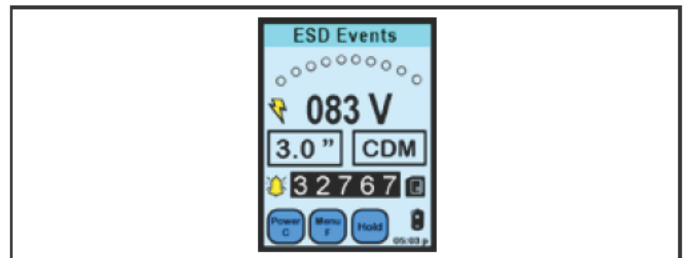 ESD Events
083 V
3.0 ” CDM
32767
Power Menu Hold
C F
05:03 p